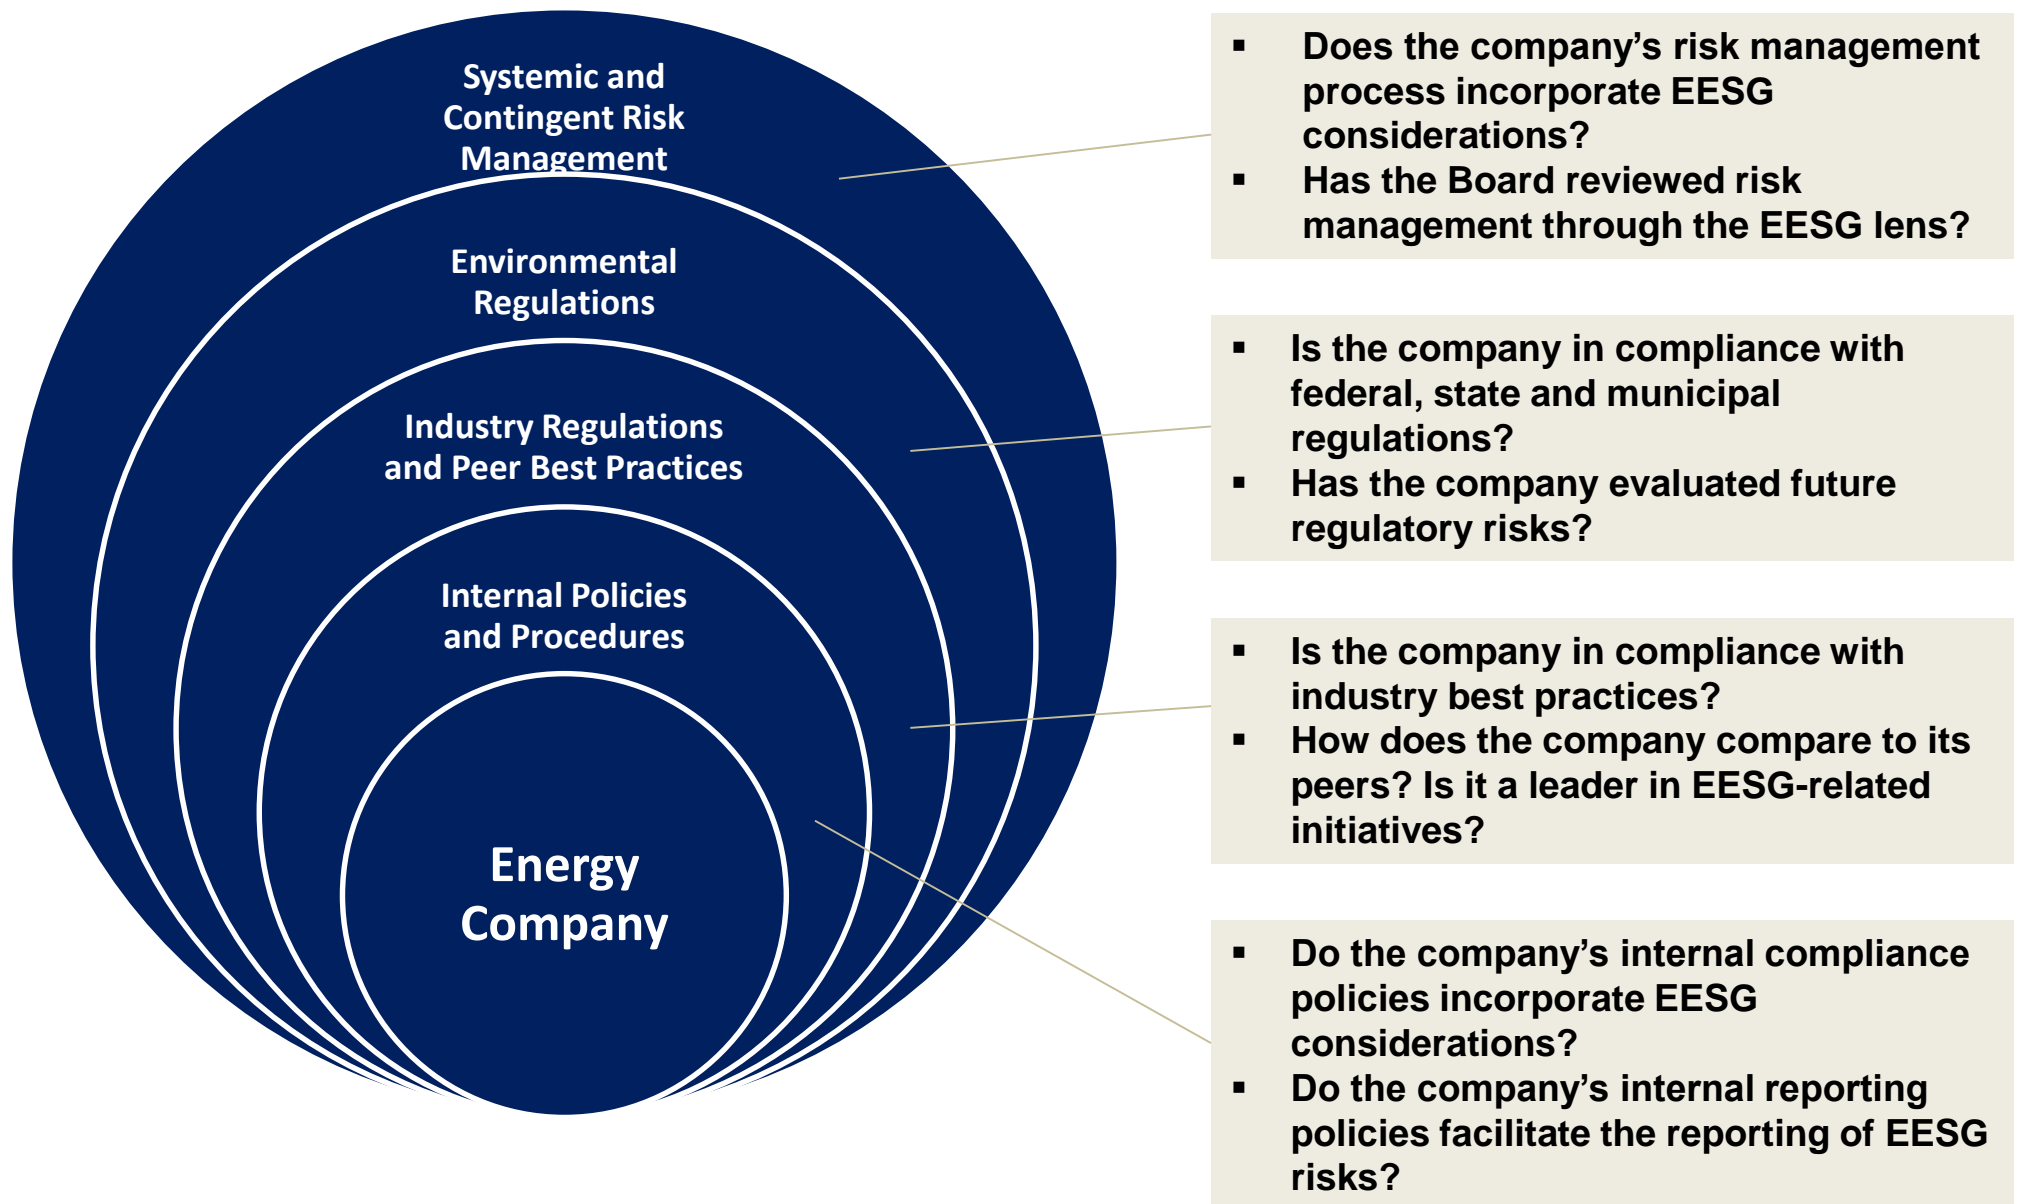 Systemic and
Contingent Risk
Management
Environmental
Regulations
Industry Regulations
and Peer Best Practices
Internal Policies
and Procedures
Energy
Company
▪ Does the company’s risk management
process incorporate EESG
considerations?
▪ Has the Board reviewed risk
management through the EESG lens?
▪ Is the company in compliance with
federal, state and municipal
regulations?
▪ Has the company evaluated future
regulatory risks?
▪ Is the company in compliance with
industry best practices?
▪ How does the company compare to its
peers? Is it a leader in EESG-related
initiatives?
▪ Do the company’s internal compliance
policies incorporate EESG
considerations?
▪ Do the company’s internal reporting
policies facilitate the reporting of EESG
risks?